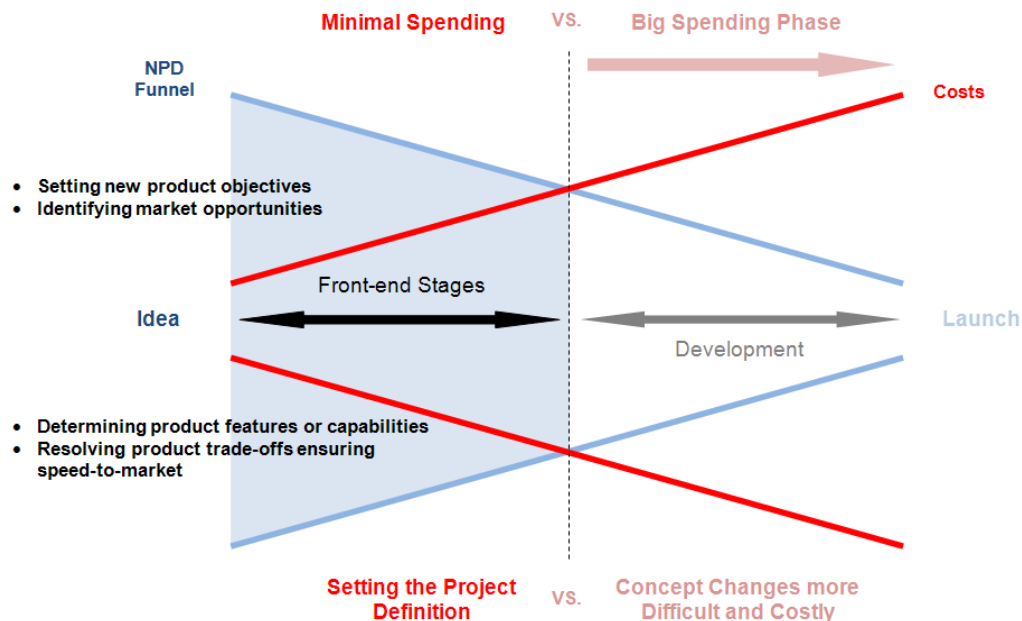 Minimal Spending
vs.
Big Spending Phase
NPD
Funnel
Costs
• Setting new product objectives
• Identifying market opportunities
Front-end Stages
Idea
Launch
Development
• Determining product features or capabilities
• Resolving product trade-offs ensuring
speed-to-market
Setting the Project
Definition
vs.
Concept Changes more
Difficult and Costly